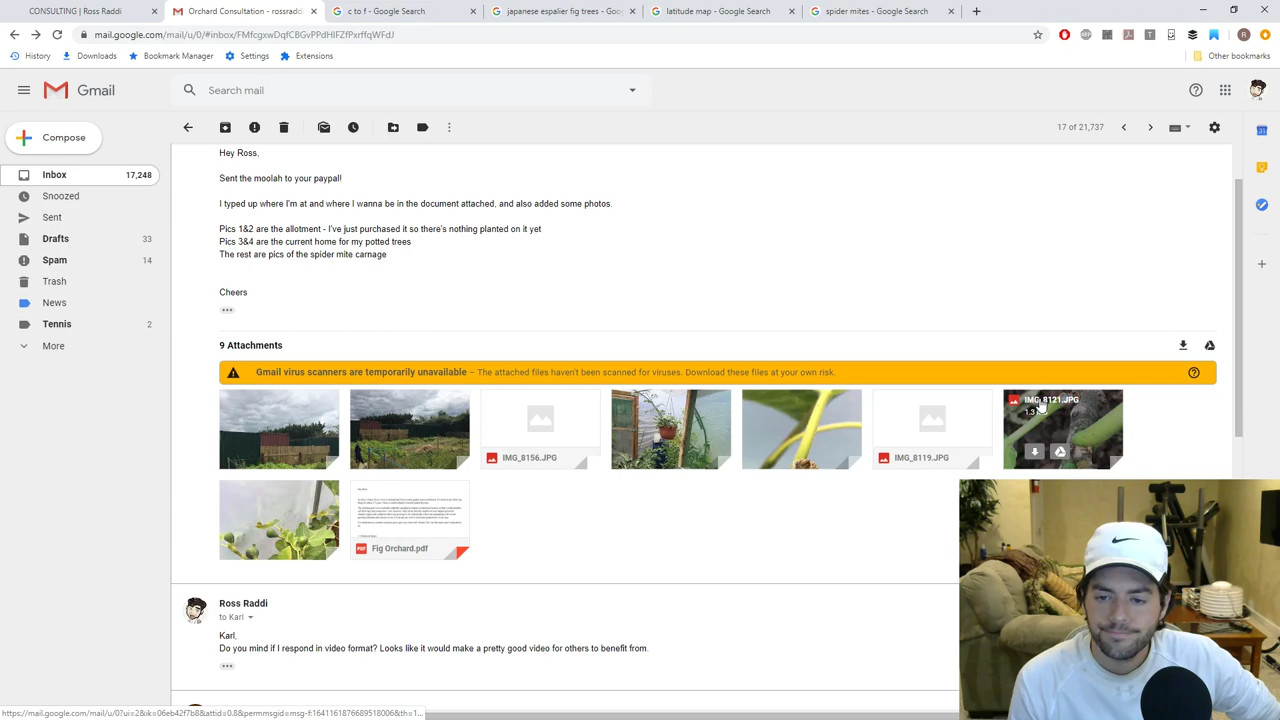 CONSULTING | Ross Raddi
Orchard Consultation - rossraddi
c to f - Google Search
japanese espalier fig trees - Goog
latitude map - Google Search
spider mites - Google Search
mail.google.com/mail/u/0/#inbox/FMfcgxwDqfCBGvPPdHlFZfPxrffqWFdJ
History
Downloads
Bookmark Manager
Settings
Extensions
Other bookmarks
Gmail
Search mail
Compose
17 of 21,737
Inbox 17,248
Snoozed
Sent
Drafts 33
Spam 14
Trash
News
Tennis 2
More
Hey Ross,
Sent the moolah to your paypal!
I typed up where I'm at and where I wanna be in the document attached, and also added some photos.
Pics 1&2 are the allotment - I've just purchased it so there's nothing planted on it yet
Pics 3&4 are the current home for my potted trees
The rest are pics of the spider mite carnage
Cheers
9 Attachments
Gmail virus scanners are temporarily unavailable – The attached files haven't been scanned for viruses. Download these files at your own risk.
IMG_8156.JPG
IMG_8119.JPG
IMG_8121.JPG
Fig Orchard.pdf
Ross Raddi
to Karl
Karl,
Do you mind if I respond in video format? Looks like it would make a pretty good video for others to benefit from.